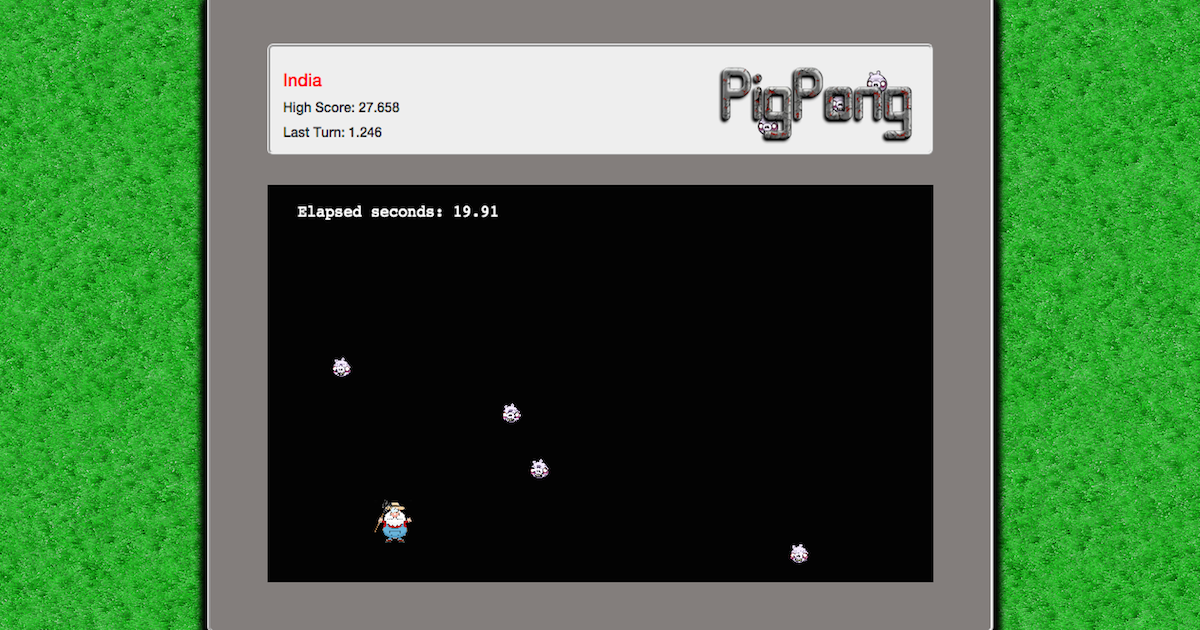 India
High Score: 27.658
Last Turn: 1.246
PigPong
Elapsed seconds: 19.91